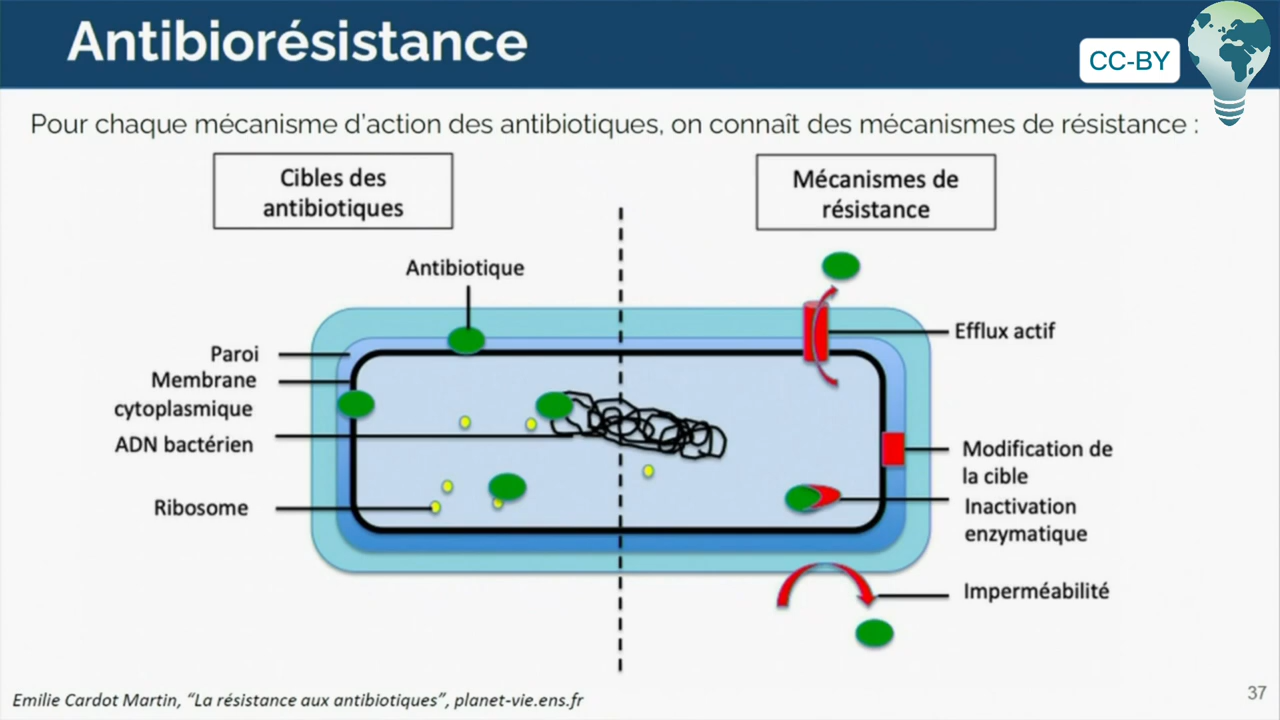 Antibiorésistance
CC-BY
Pour chaque mécanisme d’action des antibiotiques, on connaît des mécanismes de résistance :
Cibles des
antibiotiques
Mécanismes de
résistance
Antibiotique
Paroi
Membrane
cytoplasmique
ADN bactérien
Ribosome
Efflux actif
Modification de
la cible
Inactivation
enzymatique
Imperméabilité
Emilie Cardot Martin, “La résistance aux antibiotiques”, planet-vie.ens.fr
37